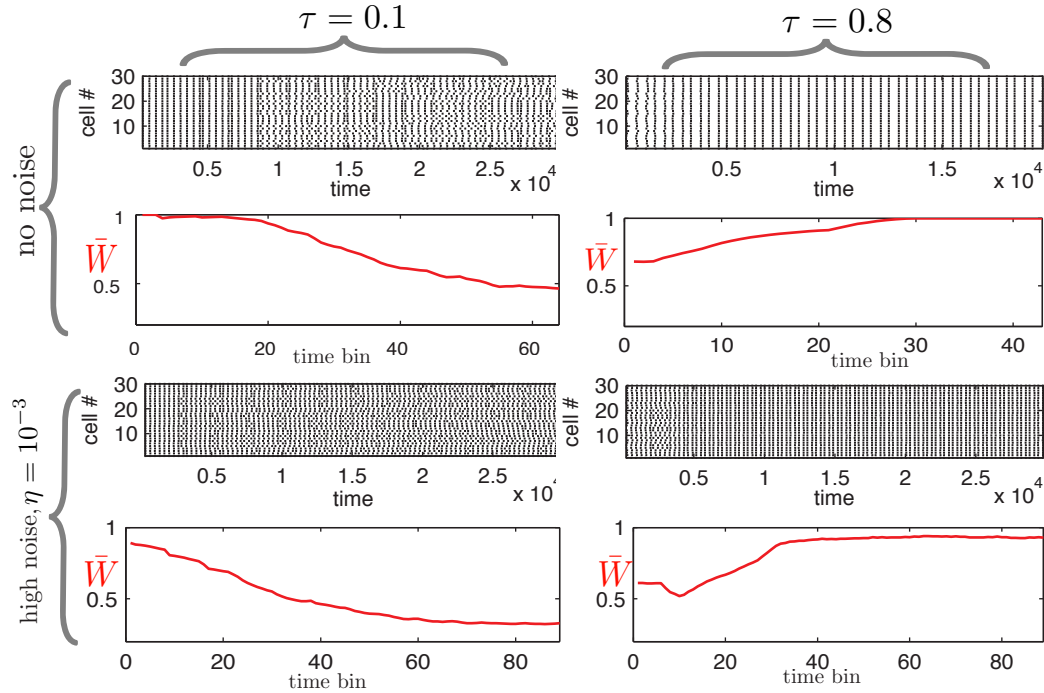 τ = 0.1
τ = 0.8
no noise
cell #
30
20
10
0.5 1 1.5 2 2.5
time
x 10^4
cell #
30
20
10
0.5 1 1.5 2
time
x 10^4
W̄
1
0.5
0 20 40 60
time bin
W̄
1
0.5
0 10 20 30 40
time bin
high noise, η = 10^−3
cell #
30
20
10
0.5 1 1.5 2 2.5
time
x 10^4
cell #
30
20
10
0.5 1 1.5 2 2.5
time
x 10^4
W̄
1
0.5
0 20 40 60 80
time bin
W̄
1
0.5
0 20 40 60 80
time bin